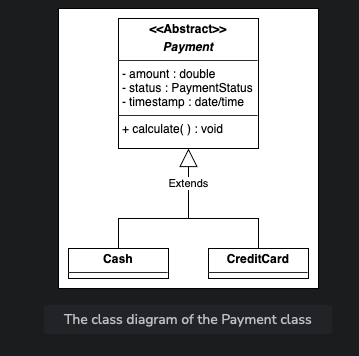 <<Abstract>>
Payment
- amount : double
- status : PaymentStatus
- timestamp : date/time
+ calculate( ) : void
Extends
Cash
CreditCard
The class diagram of the Payment class